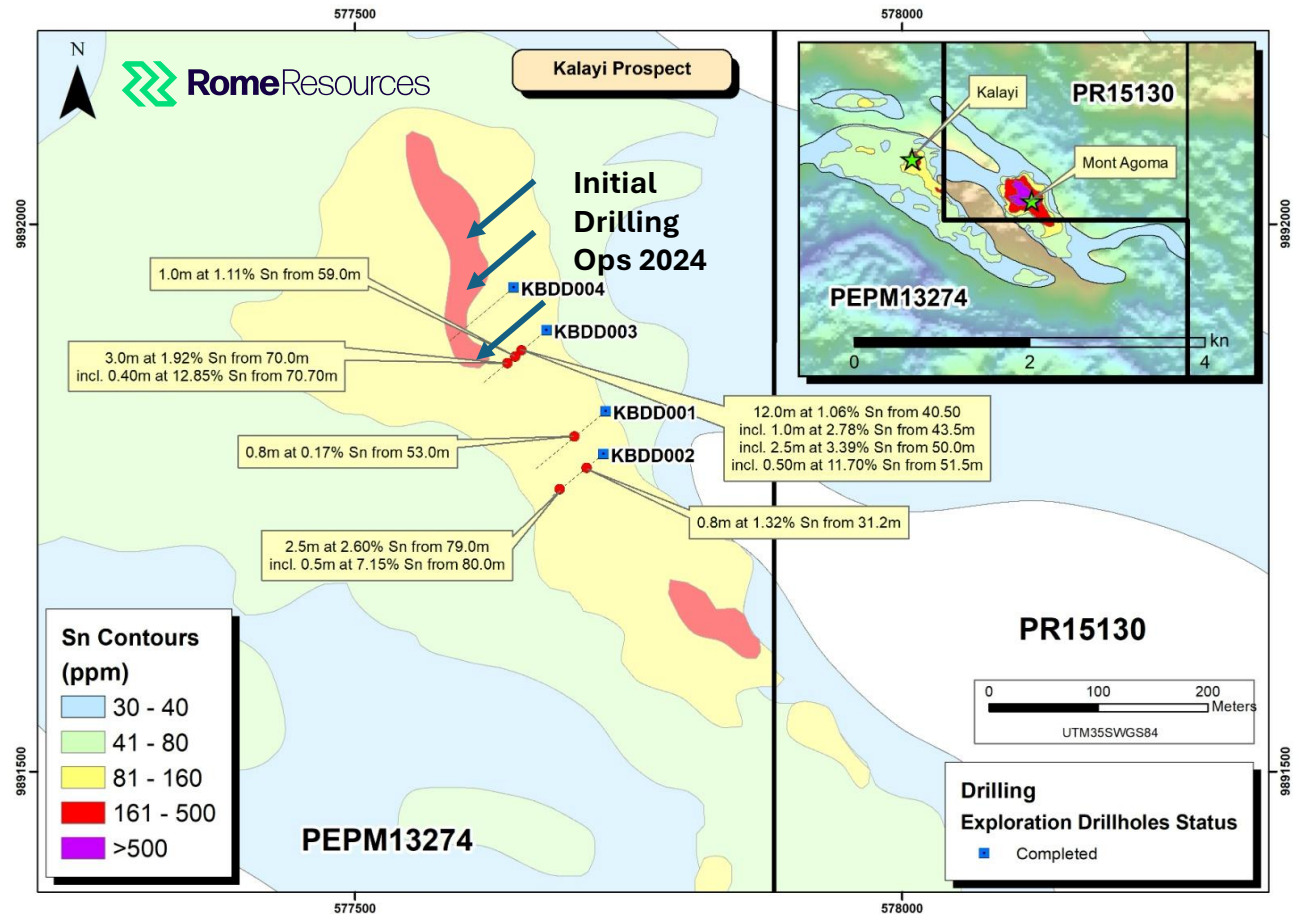 577500
578000
N
RomeResources
Kalayi Prospect
Kalayi
PR15130
Mont Agoma
PEPM13274
kn
0
2
4
9892000
9892000
Initial
Drilling
Ops 2024
1.0m at 1.11% Sn from 59.0m
KBDD004
KBDD003
3.0m at 1.92% Sn from 70.0m
incl. 0.40m at 12.85% Sn from 70.70m
12.0m at 1.06% Sn from 40.50
incl. 1.0m at 2.78% Sn from 43.5m
incl. 2.5m at 3.39% Sn from 50.0m
incl. 0.50m at 11.70% Sn from 51.5m
KBDD001
0.8m at 0.17% Sn from 53.0m
KBDD002
0.8m at 1.32% Sn from 31.2m
2.5m at 2.60% Sn from 79.0m
incl. 0.5m at 7.15% Sn from 80.0m
Sn Contours
(ppm)
30 - 40
41 - 80
81 - 160
161 - 500
>500
PR15130
0
100
200
Meters
UTM35SWGS84
9891500
9891500
PEPM13274
Drilling
Exploration Drillholes Status
Completed
577500
578000